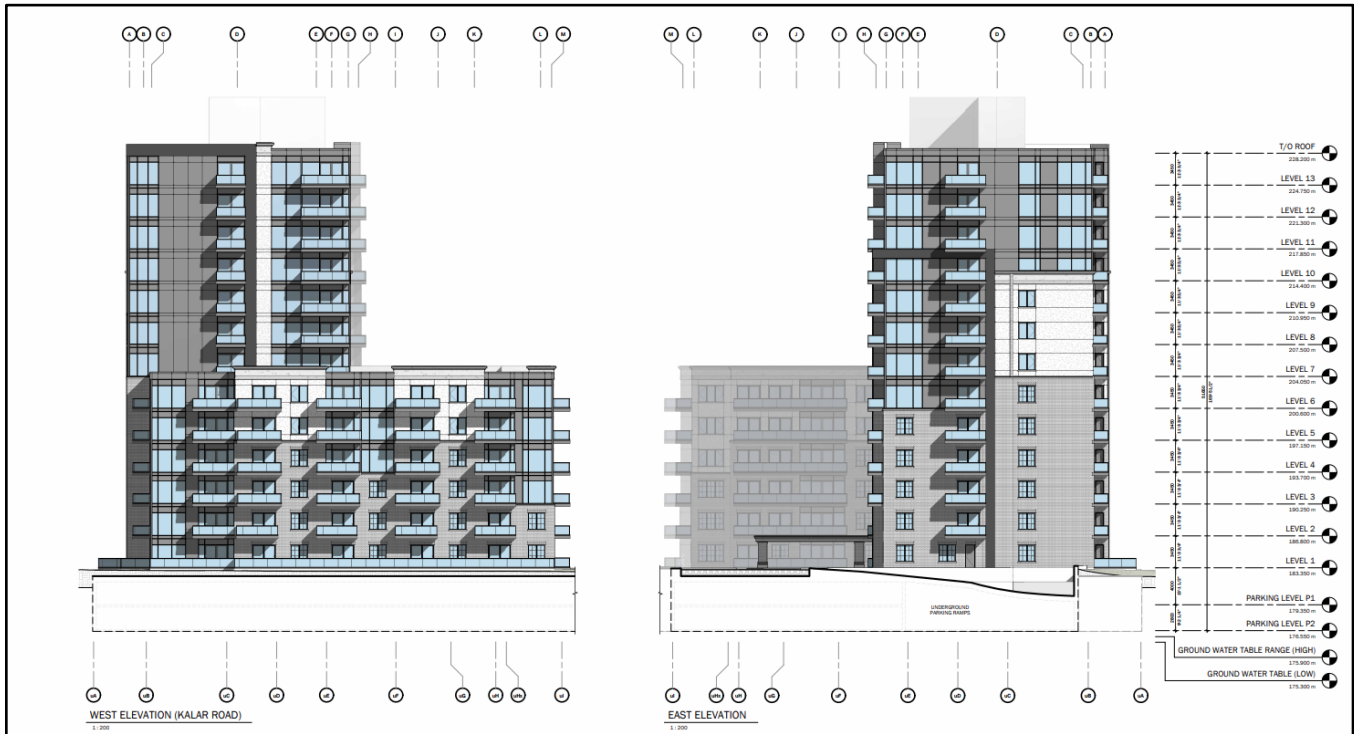 A B C D E F G H I J K L M
M L K J I H G F E D C B A
T/O ROOF
228.200 m
LEVEL 13
224.750 m
LEVEL 12
221.300 m
LEVEL 11
217.850 m
LEVEL 10
214.400 m
LEVEL 9
210.950 m
LEVEL 8
207.500 m
LEVEL 7
204.050 m
LEVEL 6
200.600 m
LEVEL 5
197.150 m
LEVEL 4
193.700 m
LEVEL 3
190.250 m
LEVEL 2
186.800 m
LEVEL 1
183.350 m
PARKING LEVEL P1
179.350 m
PARKING LEVEL P2
176.550 m
GROUND WATER TABLE RANGE (HIGH)
175.900 m
GROUND WATER TABLE (LOW)
175.300 m
UNDERGROUND
PARKING RAMPS
uA uB uC uD uE uF uG uH uHx uI
uI uHx uH uG uF uE uD uC uB uA
WEST ELEVATION (KALAR ROAD)
1 : 200
EAST ELEVATION
1 : 200